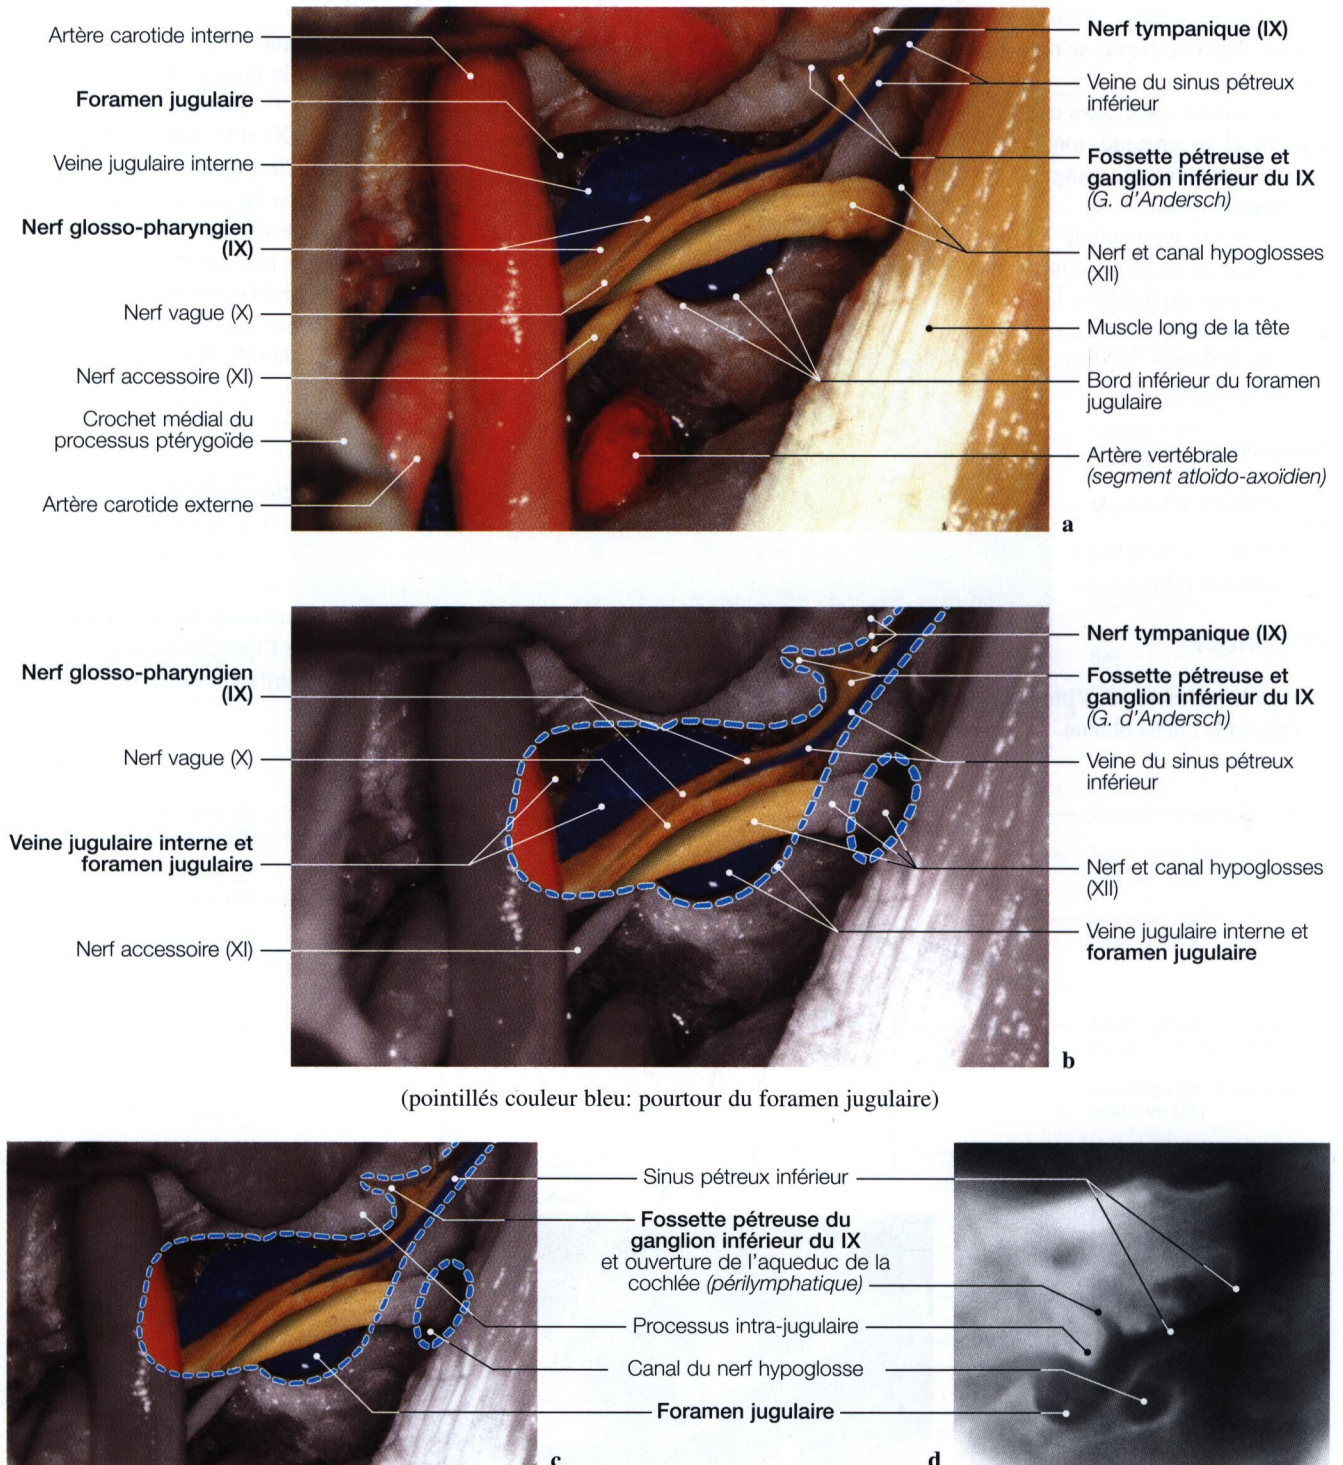 Artère carotide interne
Foramen jugulaire
Veine jugulaire interne
Nerf glosso-pharyngien
(IX)
Nerf vague (X)
Nerf accessoire (XI)
Crochet médial du
processus ptérygoïde
Artère carotide externe
Nerf tympanique (IX)
Veine du sinus pétreux
inférieur
Fossette pétreuse et
ganglion inférieur du IX
(G. d'Andersch)
Nerf et canal hypoglosses
(XII)
Muscle long de la tête
Bord inférieur du foramen
jugulaire
Artère vertébrale
(segment atloïdo-axoïdien)
a
Nerf glosso-pharyngien
(IX)
Nerf vague (X)
Veine jugulaire interne et
foramen jugulaire
Nerf accessoire (XI)
Nerf tympanique (IX)
Fossette pétreuse et
ganglion inférieur du IX
(G. d'Andersch)
Veine du sinus pétreux
inférieur
Nerf et canal hypoglosses
(XII)
Veine jugulaire interne et
foramen jugulaire
b
(pointillés couleur bleu: pourtour du foramen jugulaire)
Sinus pétreux inférieur
Fossette pétreuse du
ganglion inférieur du IX
et ouverture de l'aqueduc de la
cochlée (périlymphatique)
Processus intra-jugulaire
Canal du nerf hypoglosse
Foramen jugulaire
c
d